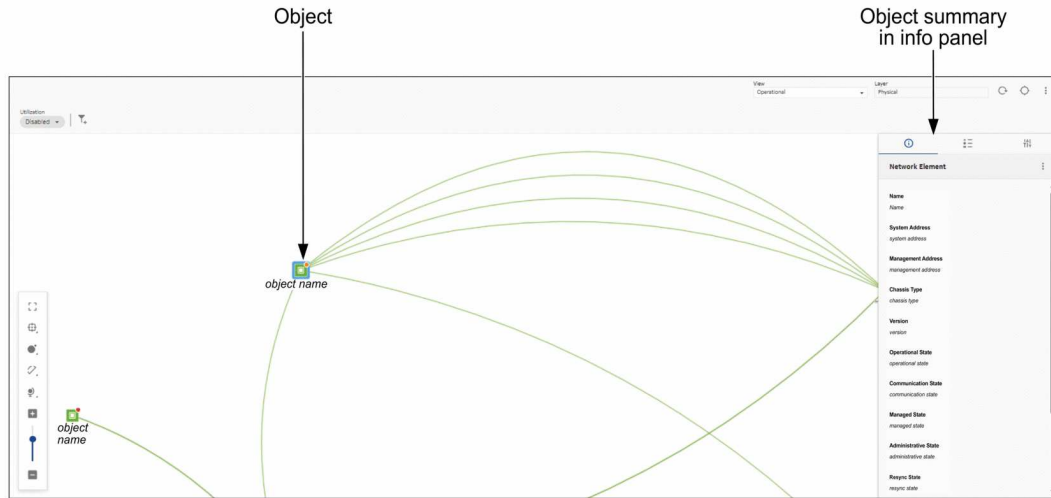 Object
Object summary
in info panel
View
Operational
Layer
Physical
Utilization
Disabled
Network Element
Name
Name
System Address
system address
Management Address
management address
Chassis Type
chassis type
Version
version
Operational State
operational state
Communication State
communication state
Managed State
managed state
Administrative State
administrative state
Resync State
resync state
object name
object
name